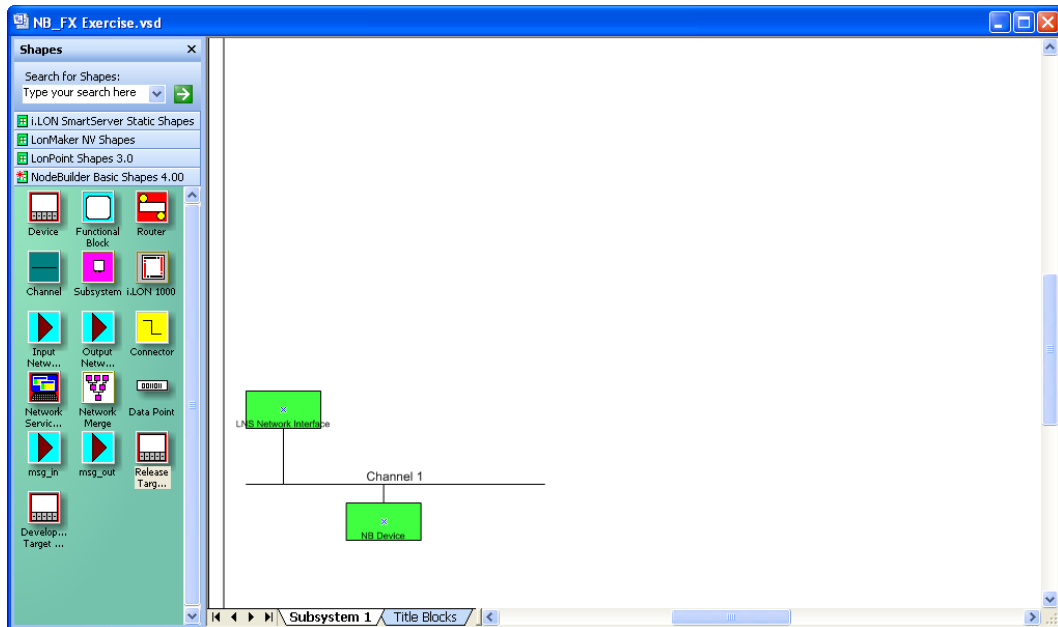 NB_FX Exercise.vsd
Shapes
Search for Shapes:
Type your search here
i.LON SmartServer Static Shapes
LonMaker NV Shapes
LonPoint Shapes 3.0
NodeBuilder Basic Shapes 4.00
Device
Functional Block
Router
Channel
Subsystem
i.LON 1000
Input Netw...
Output Netw...
Connector
Network Servic...
Network Merge
Data Point
msg_in
msg_out
Release Targ...
Develop... Target ...
LNS Network Interface
Channel 1
NB Device
Subsystem 1
Title Blocks